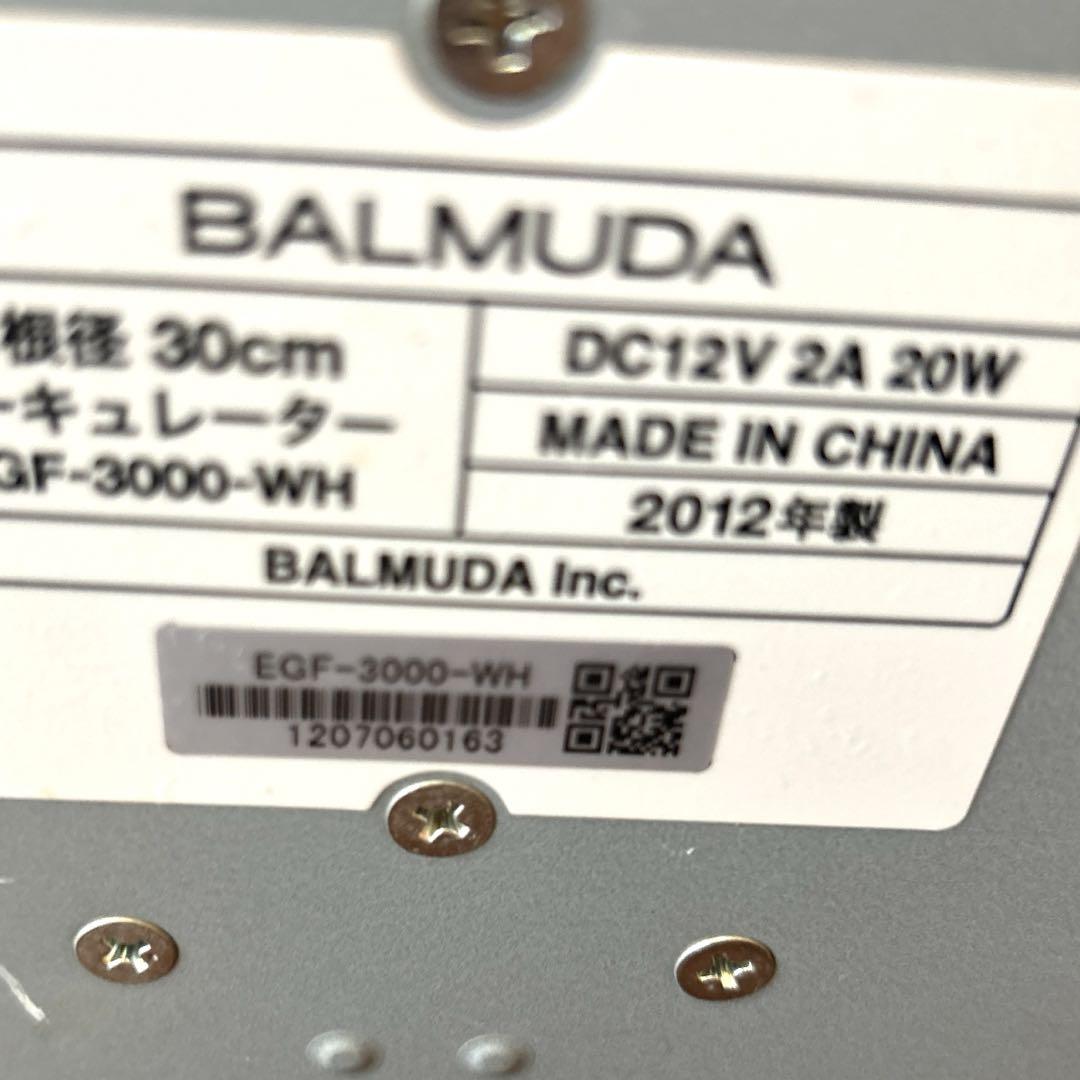 BALMUDA
根径 30cm
ーキュレーター
GF-3000-WH
DC12V 2A 20W
MADE IN CHINA
2012年製
BALMUDA Inc.
EGF-3000-WH
1207060163